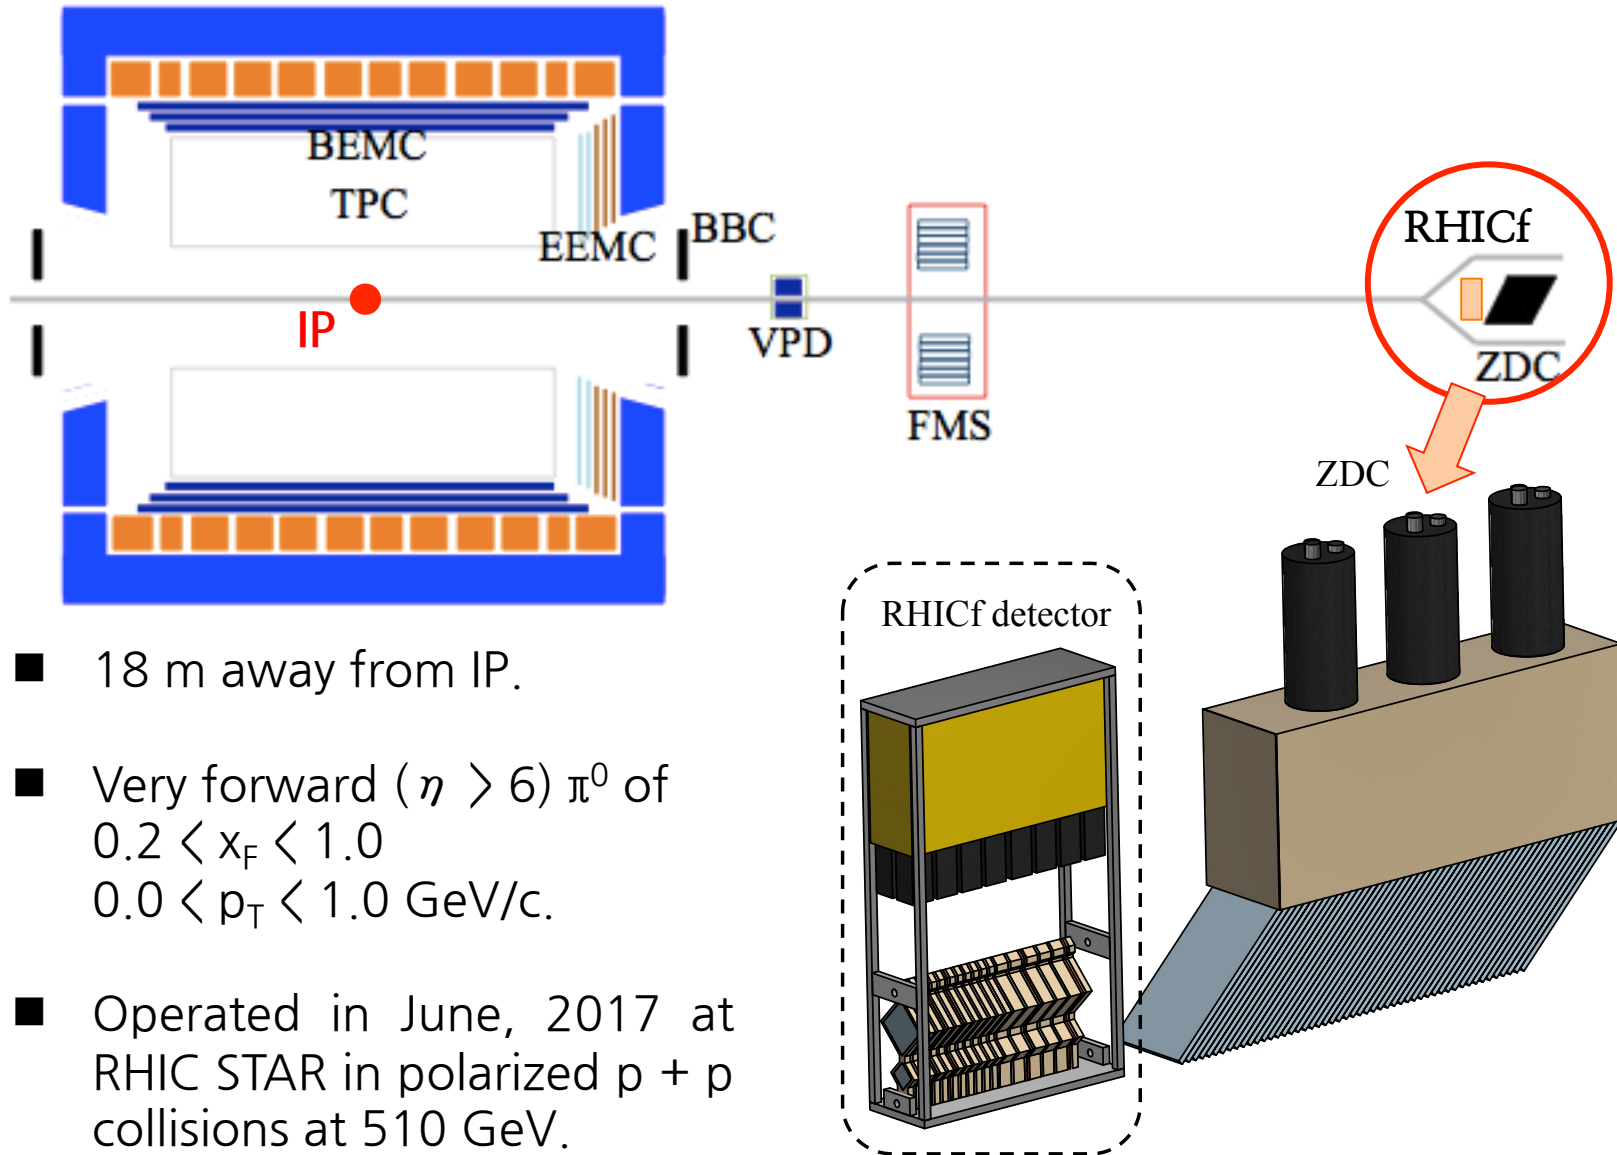 BEMC
TPC
EEMC
BBC
IP
VPD
FMS
RHICf
ZDC
ZDC
RHICf detector
■ 18 m away from IP.
■ Very forward ( η > 6) π⁰ of
0.2 < x_F < 1.0
0.0 < p_T < 1.0 GeV/c.
■ Operated in June, 2017 at
RHIC STAR in polarized p + p
collisions at 510 GeV.